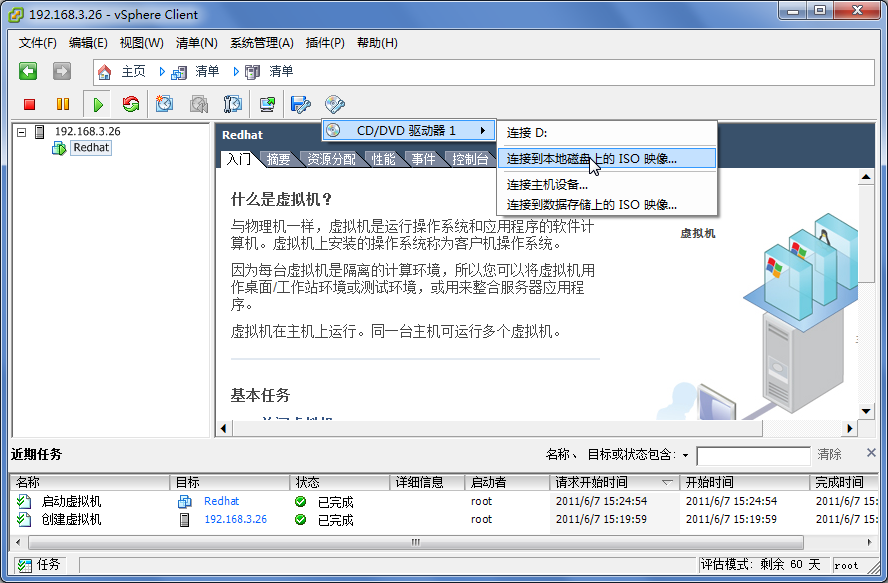 192.168.3.26 - vSphere Client
文件(F) 编辑(E) 视图(V) 清单(N) 系统管理(A) 插件(P) 帮助(H)
主页 清单 清单
CD/DVD 驱动器 1
连接 D:
连接到本地磁盘上的 ISO 映像...
连接主机设备...
连接到数据存储上的 ISO 映像...
192.168.3.26
Redhat
Redhat
入门 摘要 资源分配 性能 事件 控制台
什么是虚拟机?
与物理机一样，虚拟机是运行操作系统和应用程序的软件计
算机。虚拟机上安装的操作系统称为客户机操作系统。
因为每台虚拟机是隔离的计算环境，所以您可以将虚拟机用
作桌面/工作站环境或测试环境，或用来整合服务器应用程
序。
虚拟机在主机上运行。同一台主机可运行多个虚拟机。
基本任务
虚拟机
近期任务
名称、 目标或状态包含: 清除
名称 目标 状态 详细信息 启动者 请求开始时间 开始时间 完成时间
启动虚拟机 Redhat 已完成 root 2011/6/7 15:24:54 2011/6/7 15:24:54 2011/6/7 15:
创建虚拟机 192.168.3.26 已完成 root 2011/6/7 15:19:59 2011/6/7 15:19:59 2011/6/7 15:
任务
评估模式: 剩余 60 天 root